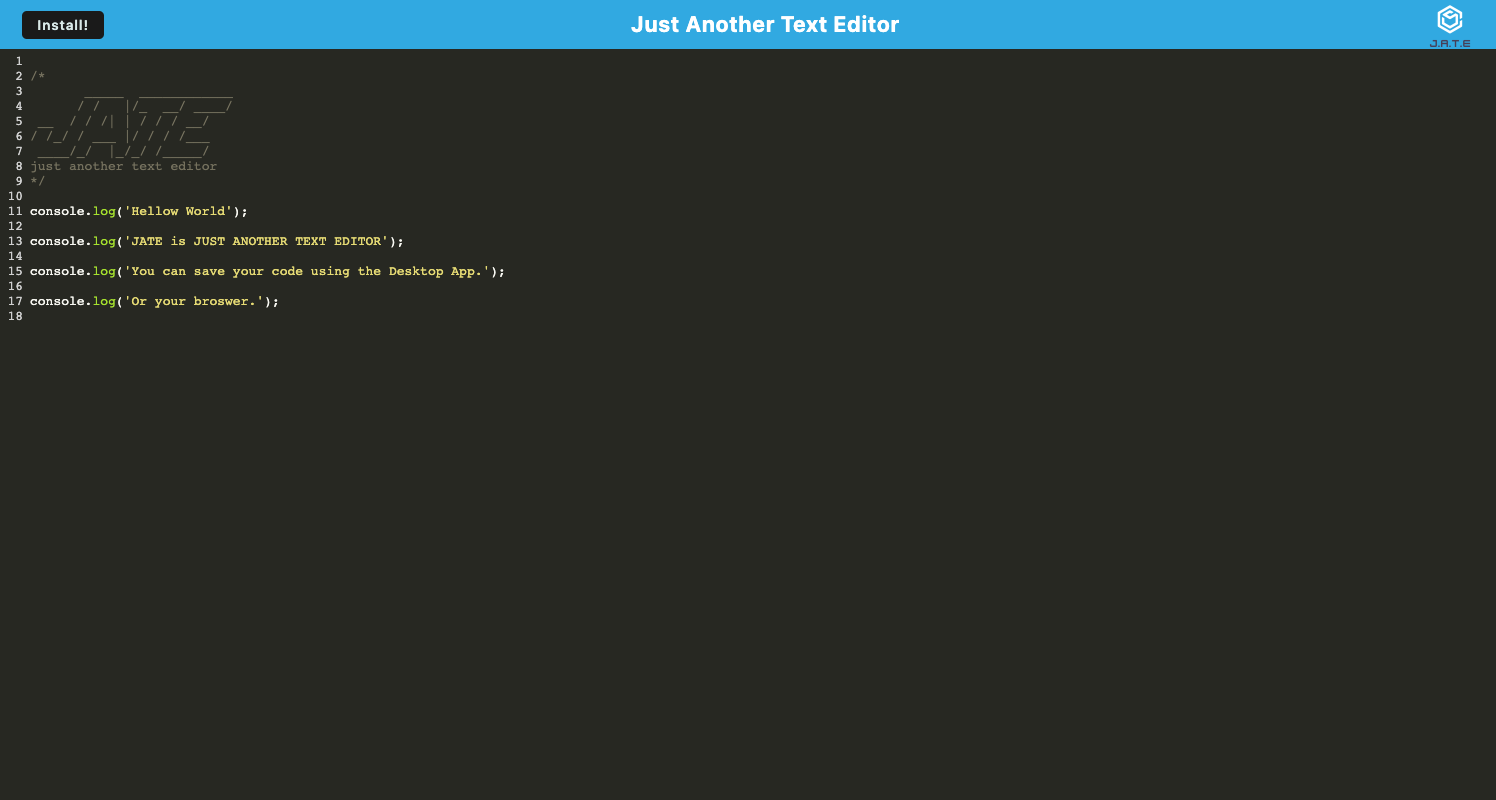 Install!
Just Another Text Editor
J.A.T.E
1
2 /*
3        _____  ____________
4       / /   |/_  __/ ____/
5  __  / / /| | / / / __/
6 / /_/ / ___ |/ / / /___
7  ____/_/  |_/_/ /_____/
8 just another text editor
9 */
10
11 console.log('Hellow World');
12
13 console.log('JATE is JUST ANOTHER TEXT EDITOR');
14
15 console.log('You can save your code using the Desktop App.');
16
17 console.log('Or your broswer.');
18